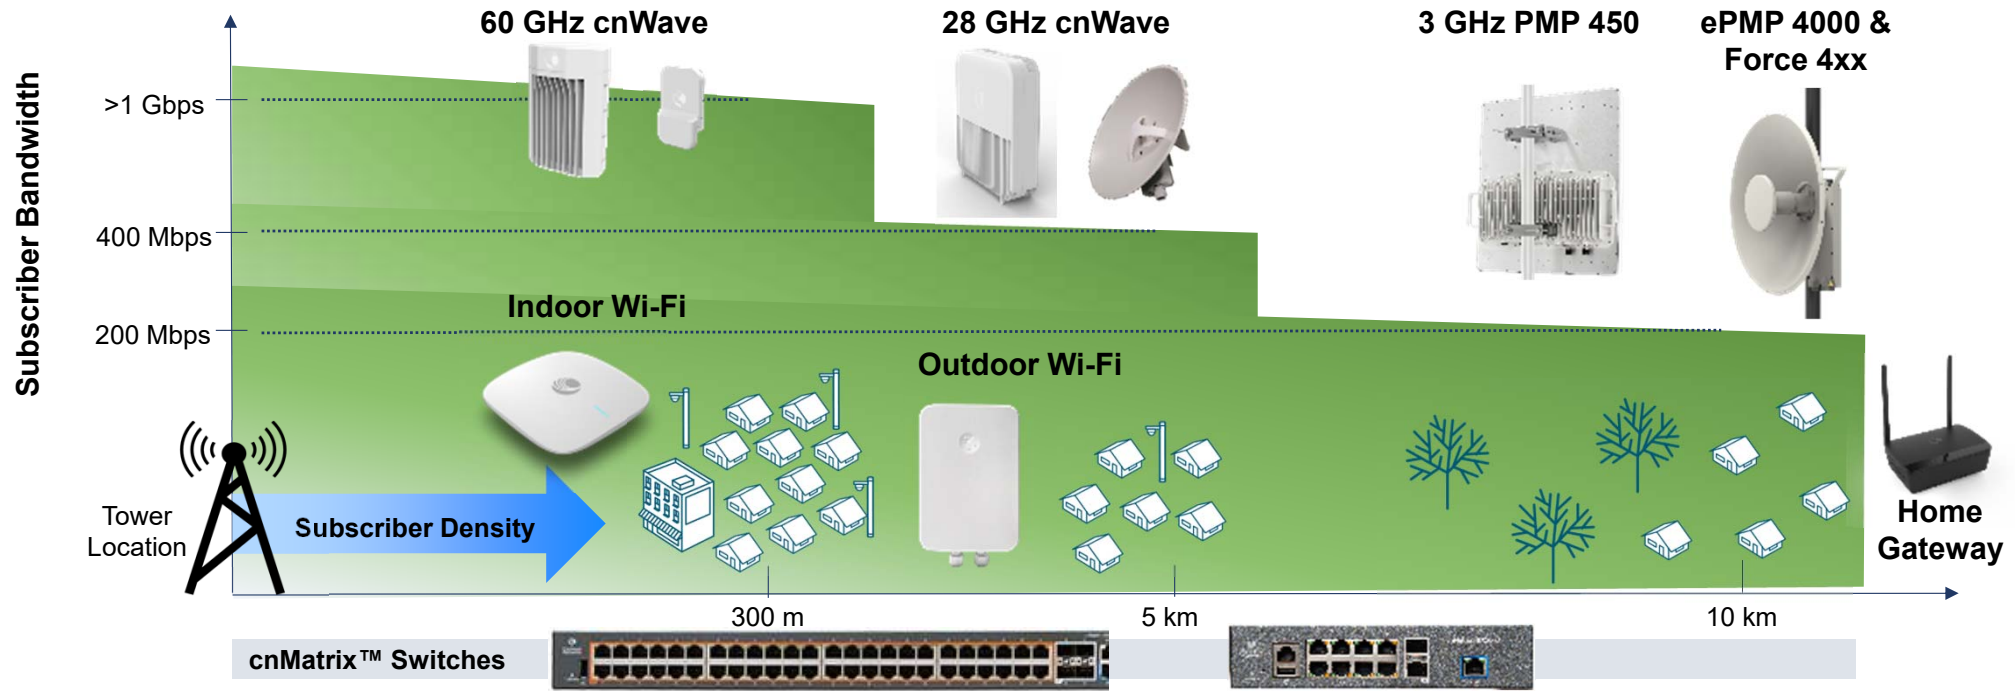 60 GHz cnWave
28 GHz cnWave
3 GHz PMP 450
ePMP 4000 &
Force 4xx
Subscriber Bandwidth
>1 Gbps
400 Mbps
200 Mbps
Indoor Wi-Fi
Outdoor Wi-Fi
Tower
Location
Subscriber Density
Home
Gateway
300 m
5 km
10 km
cnMatrix™ Switches